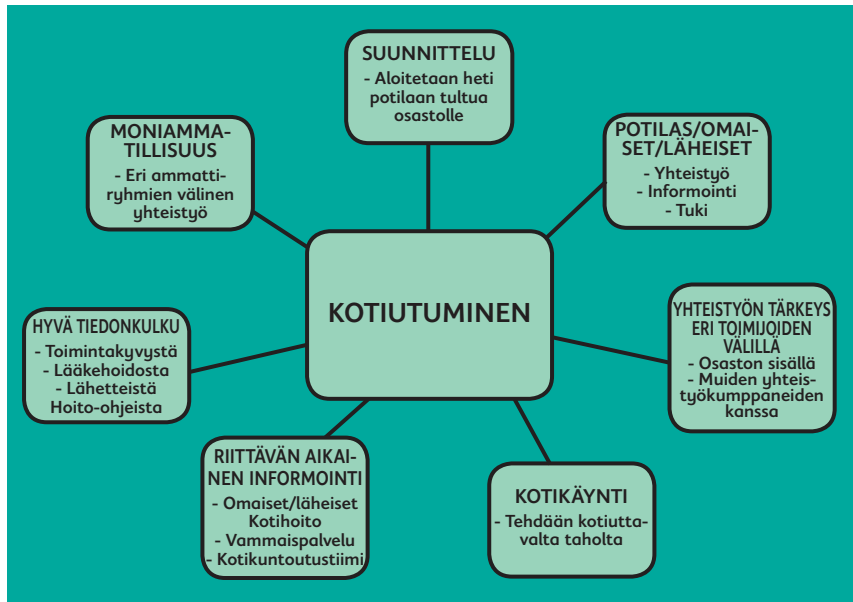 SUUNNITTELU
- Aloitetaan heti
potilaan tultua
osastolle
MONIAMMA-
TILLISUUS
- Eri ammatti-
ryhmien välinen
yhteistyö
POTILAS/OMAI-
SET/LÄHEISET
- Yhteistyö
- Informointi
- Tuki
KOTIUTUMINEN
HYVÄ TIEDONKULKU
- Toimintakyvystä
- Lääkehoidosta
- Lähetteistä
Hoito-ohjeista
YHTEISTYÖN TÄRKEYS
ERI TOIMIJOIDEN
VÄLILLÄ
- Osaston sisällä
- Muiden yhteis-
työkumppaneiden
kanssa
RIITTÄVÄN AIKAI-
NEN INFORMOINTI
- Omaiset/läheiset
Kotihoito
- Vammaispalvelu
- Kotikuntoutustiimi
KOTIKÄYNTI
- Tehdään kotiutta-
valta taholta